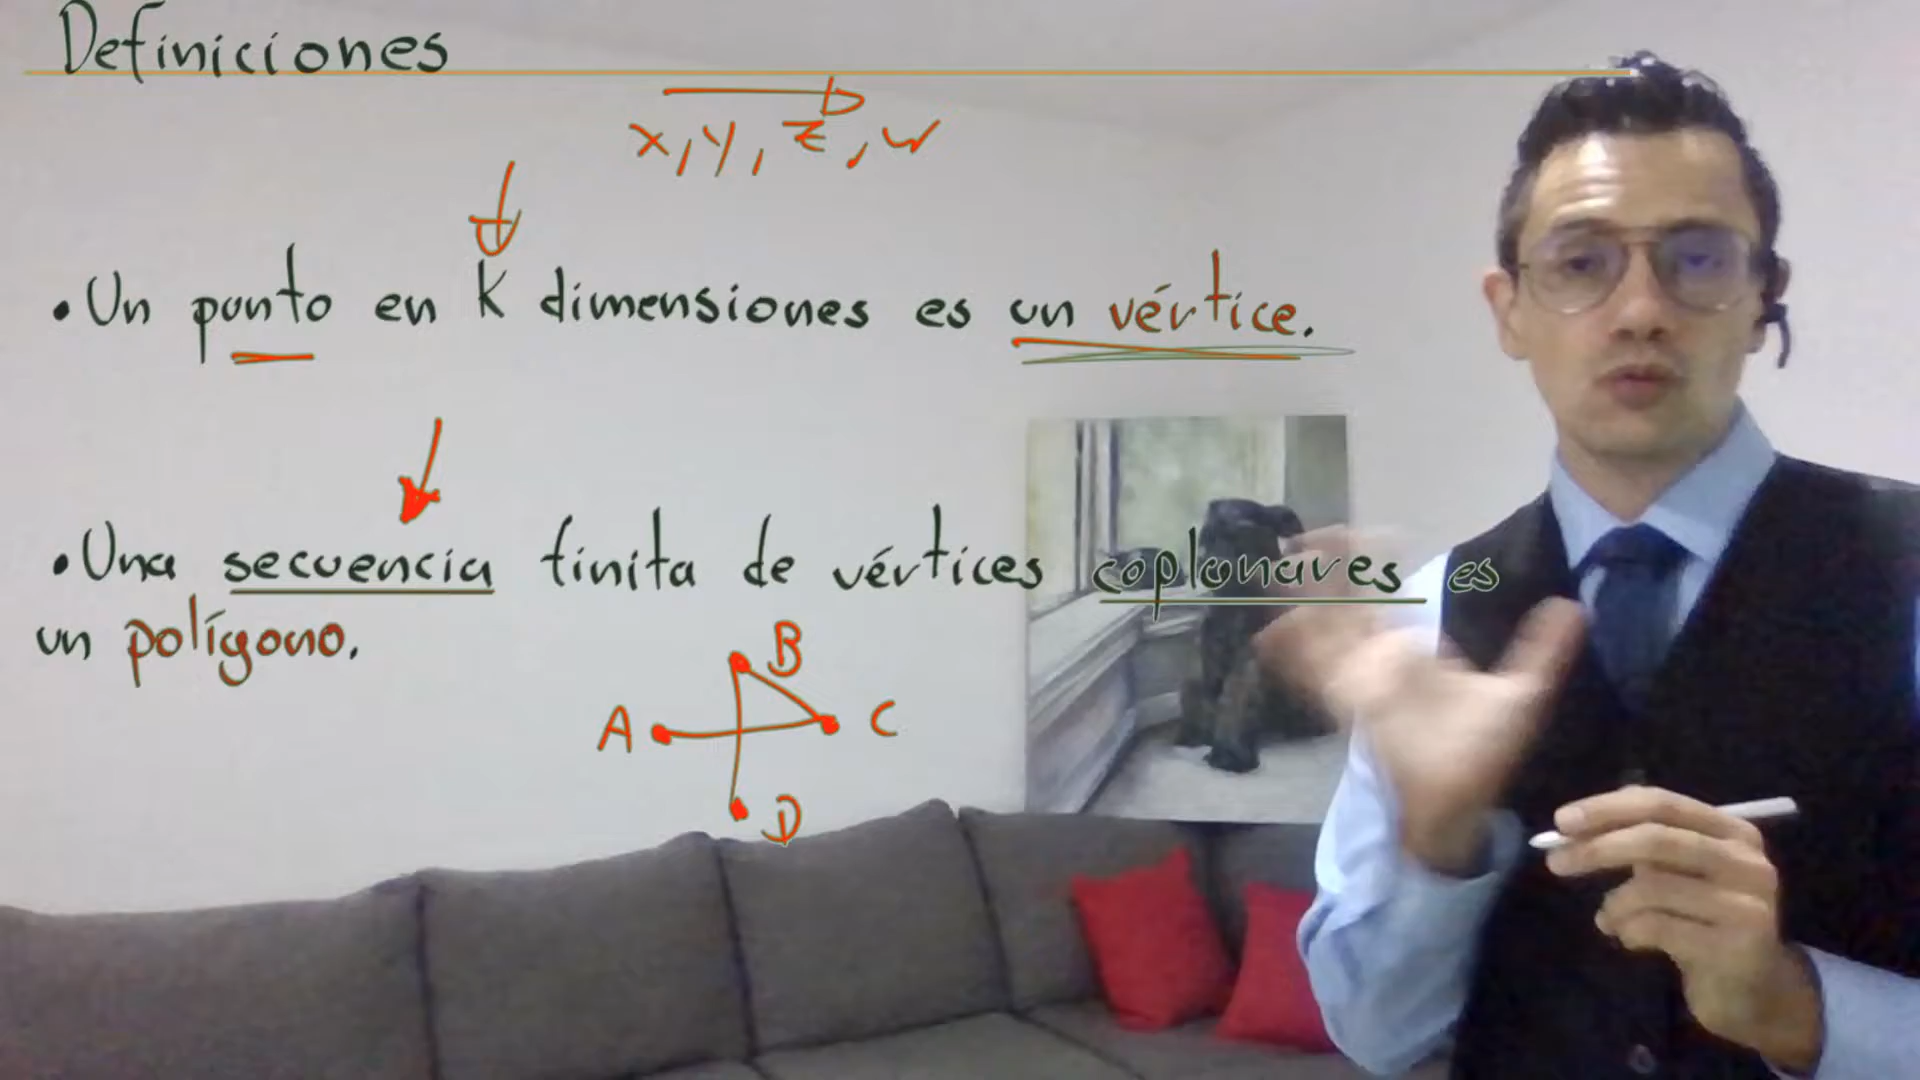 Definiciones
x, y, z, w
• Un punto en k dimensiones es un vértice.
• Una secuencia finita de vértices coplanares es
un polígono.
B
A C
D